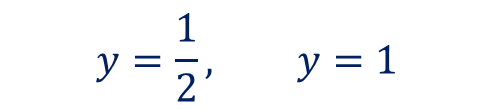 y = 1/2,  y = 1